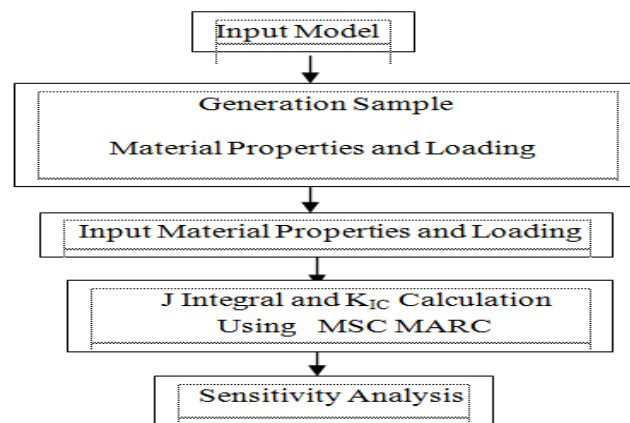 Input Model
Generation Sample
Material Properties and Loading
Input Material Properties and Loading
J Integral and KIC Calculation
Using MSC MARC
Sensitivity Analysis